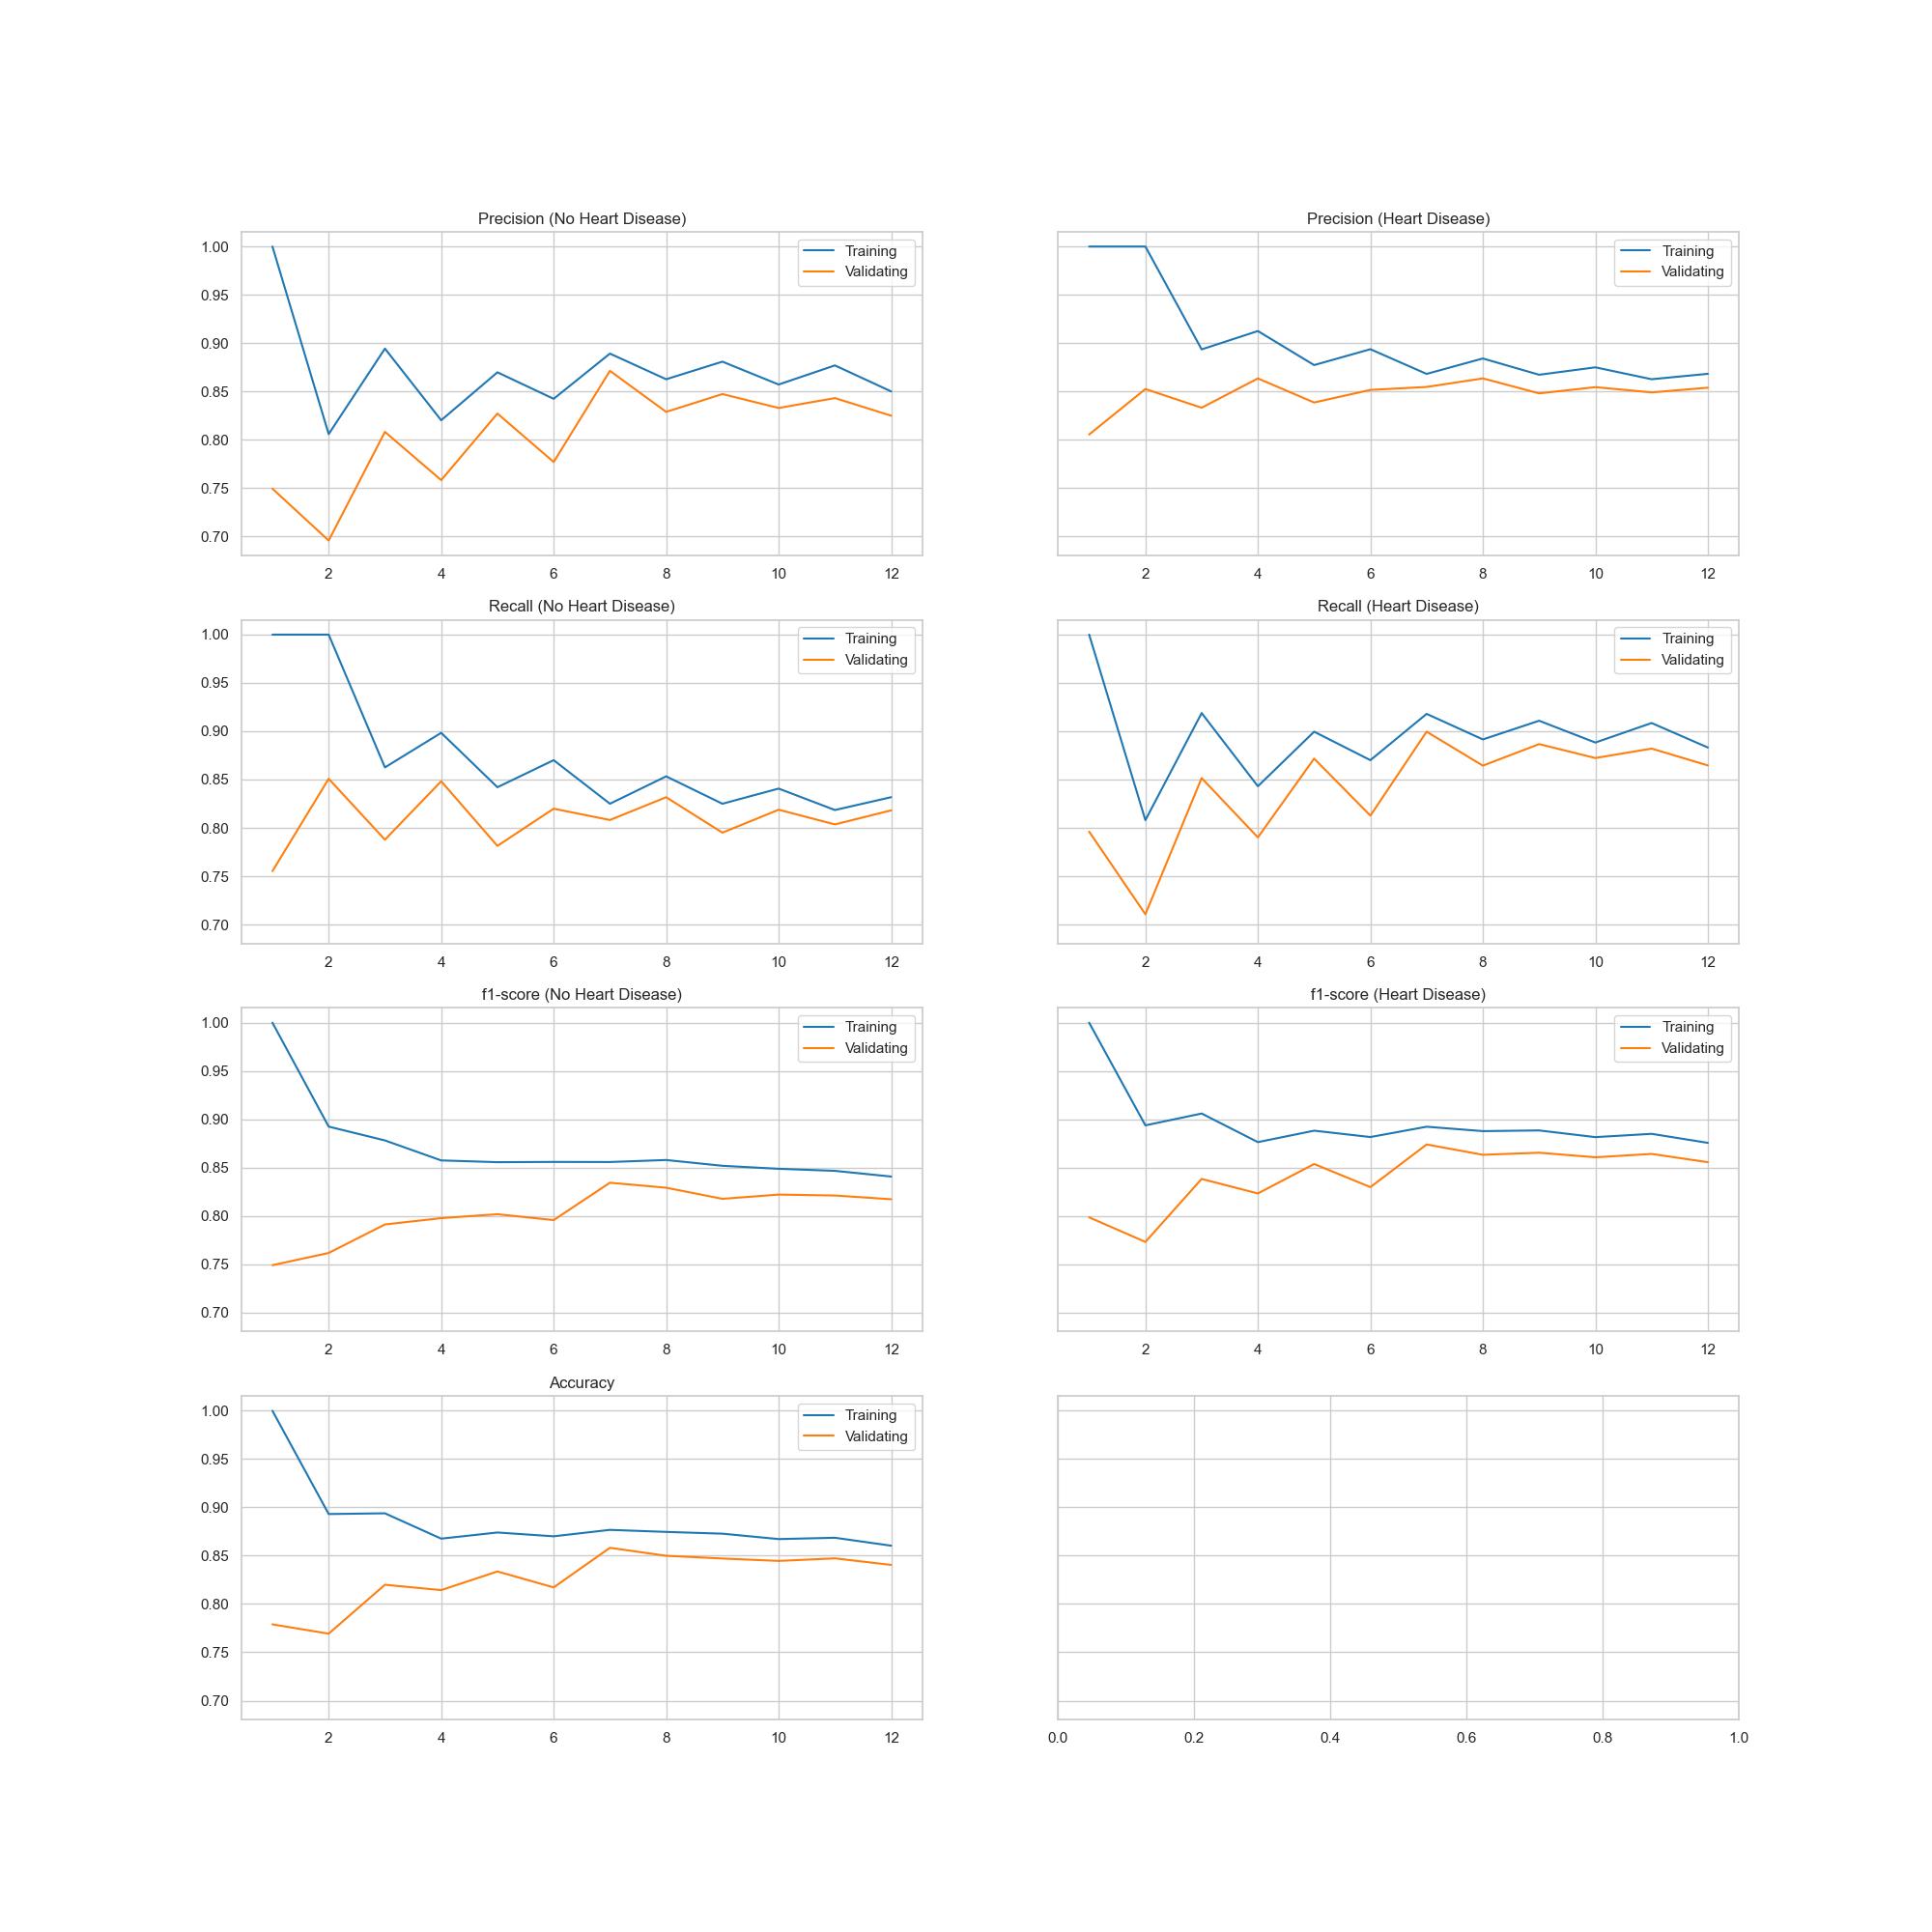 Precision (No Heart Disease)
1.00
0.95
0.90
0.85
0.80
0.75
0.70
Training
Validating
2 4 6 8 10 12
Precision (Heart Disease)
Training
Validating
2 4 6 8 10 12
Recall (No Heart Disease)
1.00
0.95
0.90
0.85
0.80
0.75
0.70
Training
Validating
2 4 6 8 10 12
Recall (Heart Disease)
Training
Validating
2 4 6 8 10 12
f1-score (No Heart Disease)
1.00
0.95
0.90
0.85
0.80
0.75
0.70
Training
Validating
2 4 6 8 10 12
f1-score (Heart Disease)
Training
Validating
2 4 6 8 10 12
Accuracy
1.00
0.95
0.90
0.85
0.80
0.75
0.70
Training
Validating
2 4 6 8 10 12
0.0 0.2 0.4 0.6 0.8 1.0